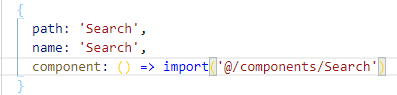 {
path: 'Search',
name: 'Search',
component: () => import('@/components/Search')
}